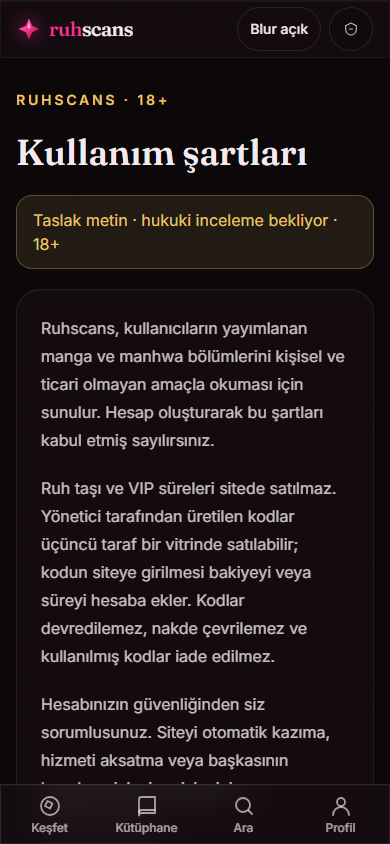 ruhscans
Blur açık
RUHSCANS · 18+
Kullanım şartları
Taslak metin · hukuki inceleme bekliyor ·
18+
Ruhscans, kullanıcıların yayımlanan
manga ve manhwa bölümlerini kişisel ve
ticari olmayan amaçla okuması için
sunulur. Hesap oluşturarak bu şartları
kabul etmiş sayılırsınız.
Ruh taşı ve VIP süreleri sitede satılmaz.
Yönetici tarafından üretilen kodlar
üçüncü taraf bir vitrinde satılabilir;
kodun siteye girilmesi bakiyeyi veya
süreyi hesaba ekler. Kodlar
devredilemez, nakde çevrilemez ve
kullanılmış kodlar iade edilmez.
Hesabınızın güvenliğinden siz
sorumlusunuz. Siteyi otomatik kazıma,
hizmeti aksatma veya başkasının
Keşfet
Kütüphane
Ara
Profil